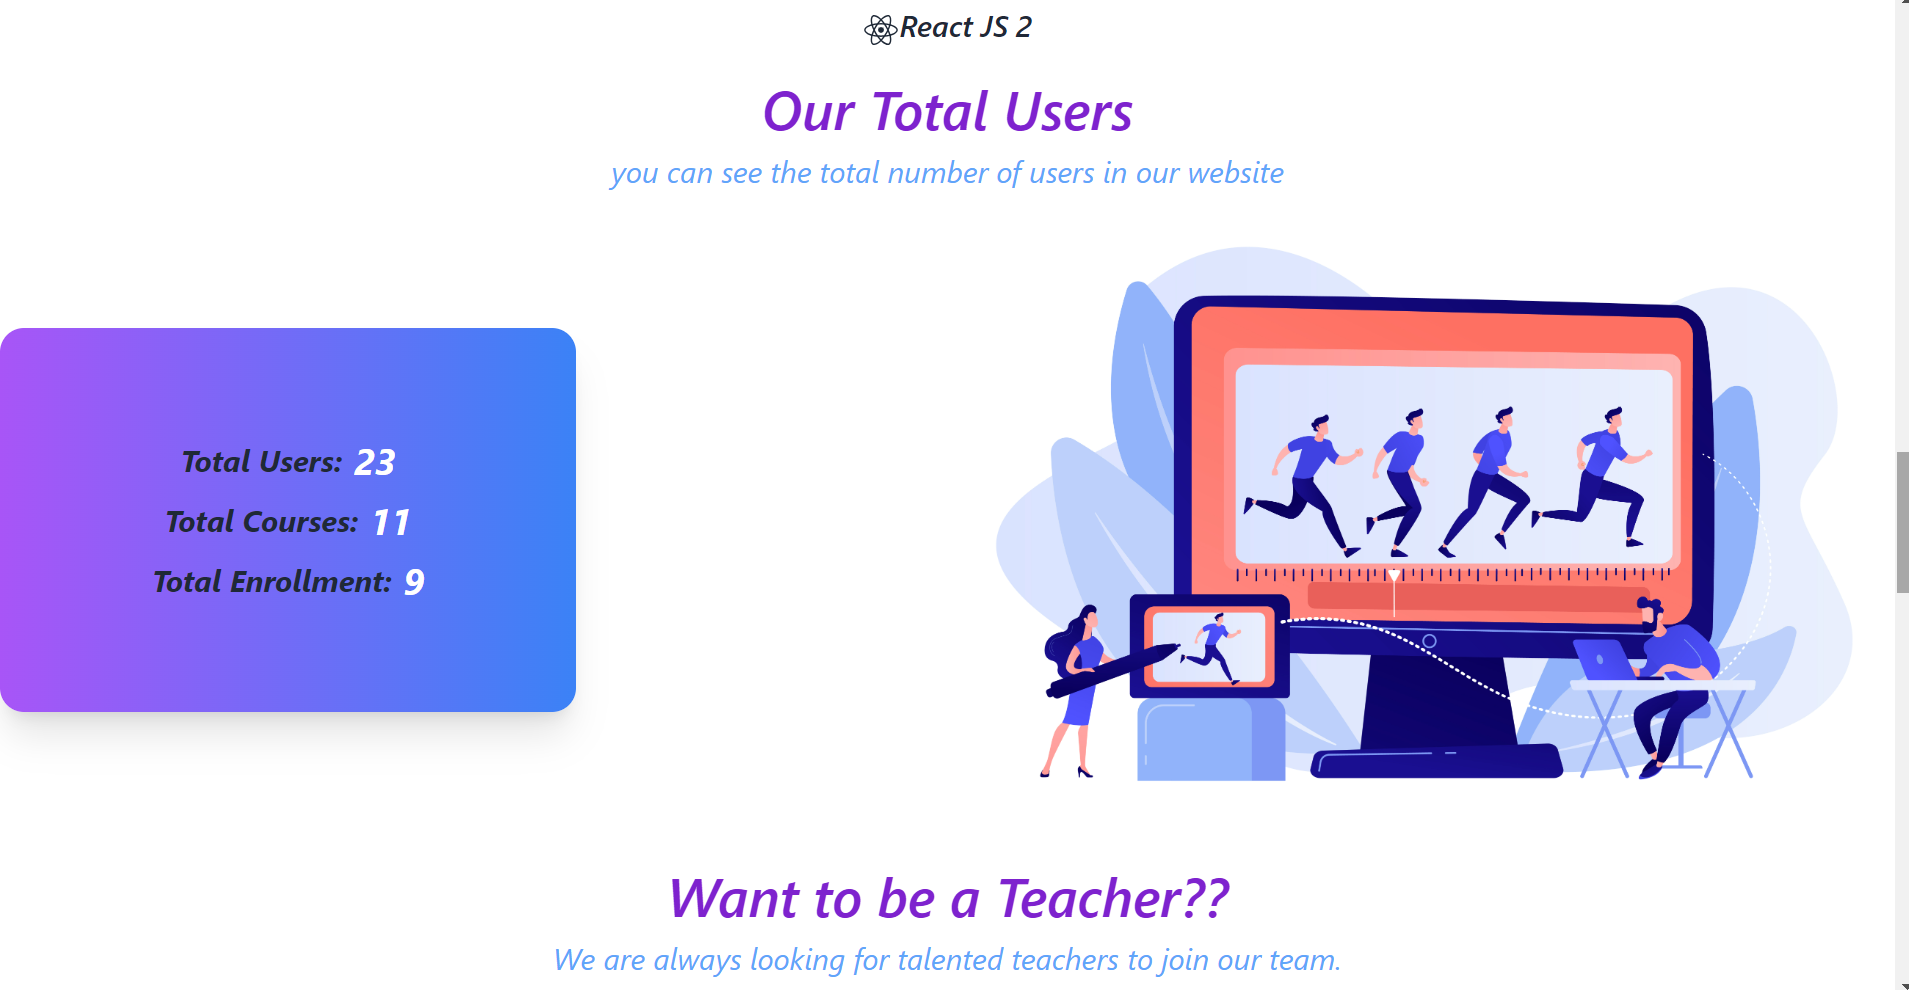 React JS 2
Our Total Users
you can see the total number of users in our website
Total Users: 23
Total Courses: 11
Total Enrollment: 9
Want to be a Teacher??
We are always looking for talented teachers to join our team.